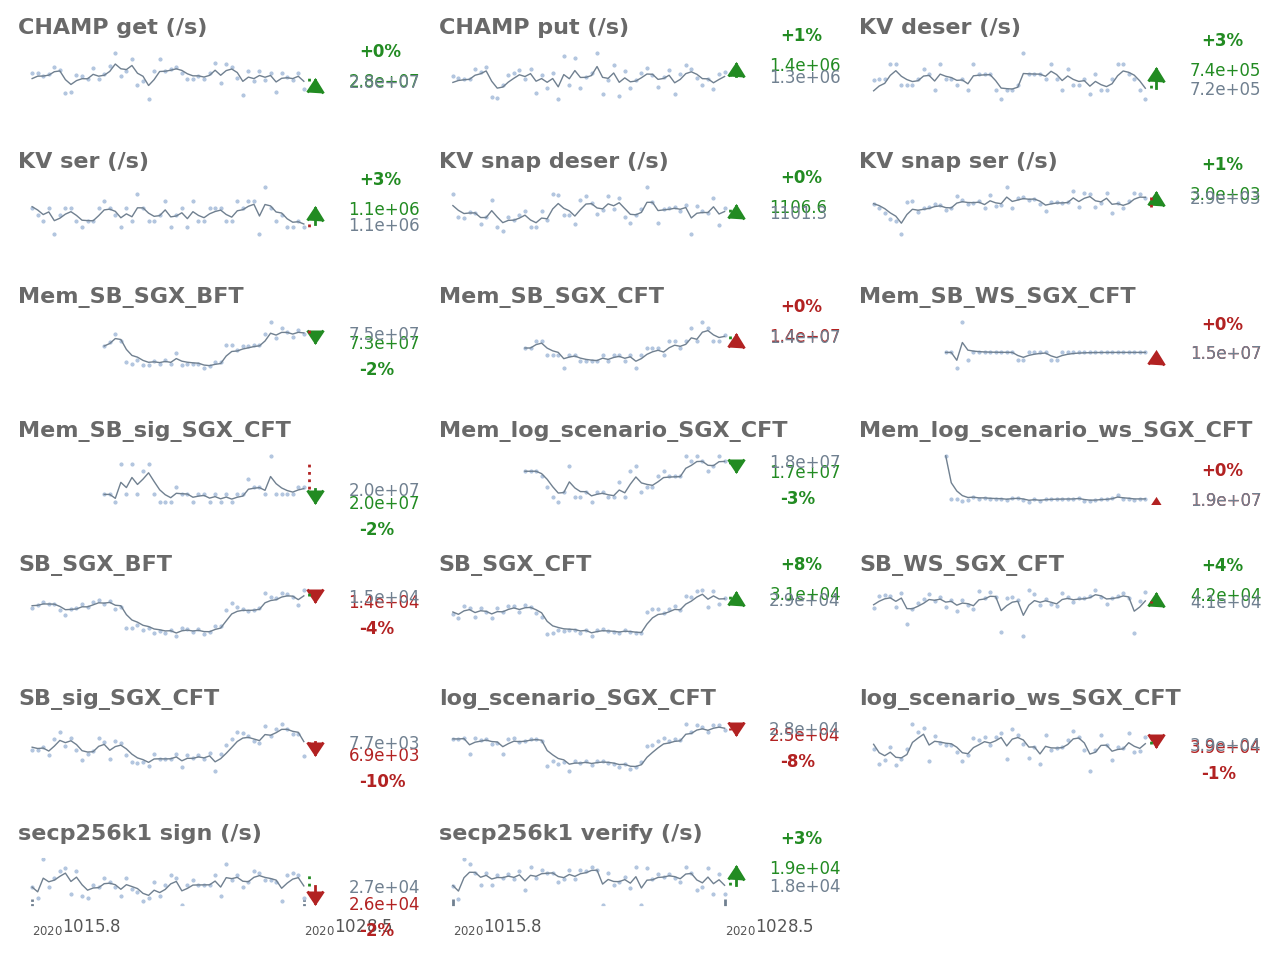 CHAMP get (/s)
+0%
2.8e+07
CHAMP put (/s)
+1%
1.4e+06
1.3e+06
KV deser (/s)
+3%
7.4e+05
7.2e+05
KV ser (/s)
+3%
1.1e+06
1.1e+06
KV snap deser (/s)
+0%
1106.6
1101.5
KV snap ser (/s)
+1%
3.0e+03
2.9e+03
Mem_SB_SGX_BFT
7.5e+07
7.3e+07
-2%
Mem_SB_SGX_CFT
+0%
1.4e+07
Mem_SB_WS_SGX_CFT
+0%
1.5e+07
Mem_SB_sig_SGX_CFT
2.0e+07
2.0e+07
-2%
Mem_log_scenario_SGX_CFT
1.8e+07
1.7e+07
-3%
Mem_log_scenario_ws_SGX_CFT
+0%
1.9e+07
SB_SGX_BFT
1.5e+04
1.4e+04
-4%
SB_SGX_CFT
+8%
3.1e+04
2.9e+04
SB_WS_SGX_CFT
+4%
4.2e+04
4.1e+04
SB_sig_SGX_CFT
7.7e+03
6.9e+03
-10%
log_scenario_SGX_CFT
2.8e+04
2.5e+04
-8%
log_scenario_ws_SGX_CFT
3.9e+04
3.9e+04
-1%
secp256k1 sign (/s)
2.7e+04
2.6e+04
-2%
secp256k1 verify (/s)
+3%
1.9e+04
1.8e+04
20201015.8
20201028.5
20201015.8
20201028.5